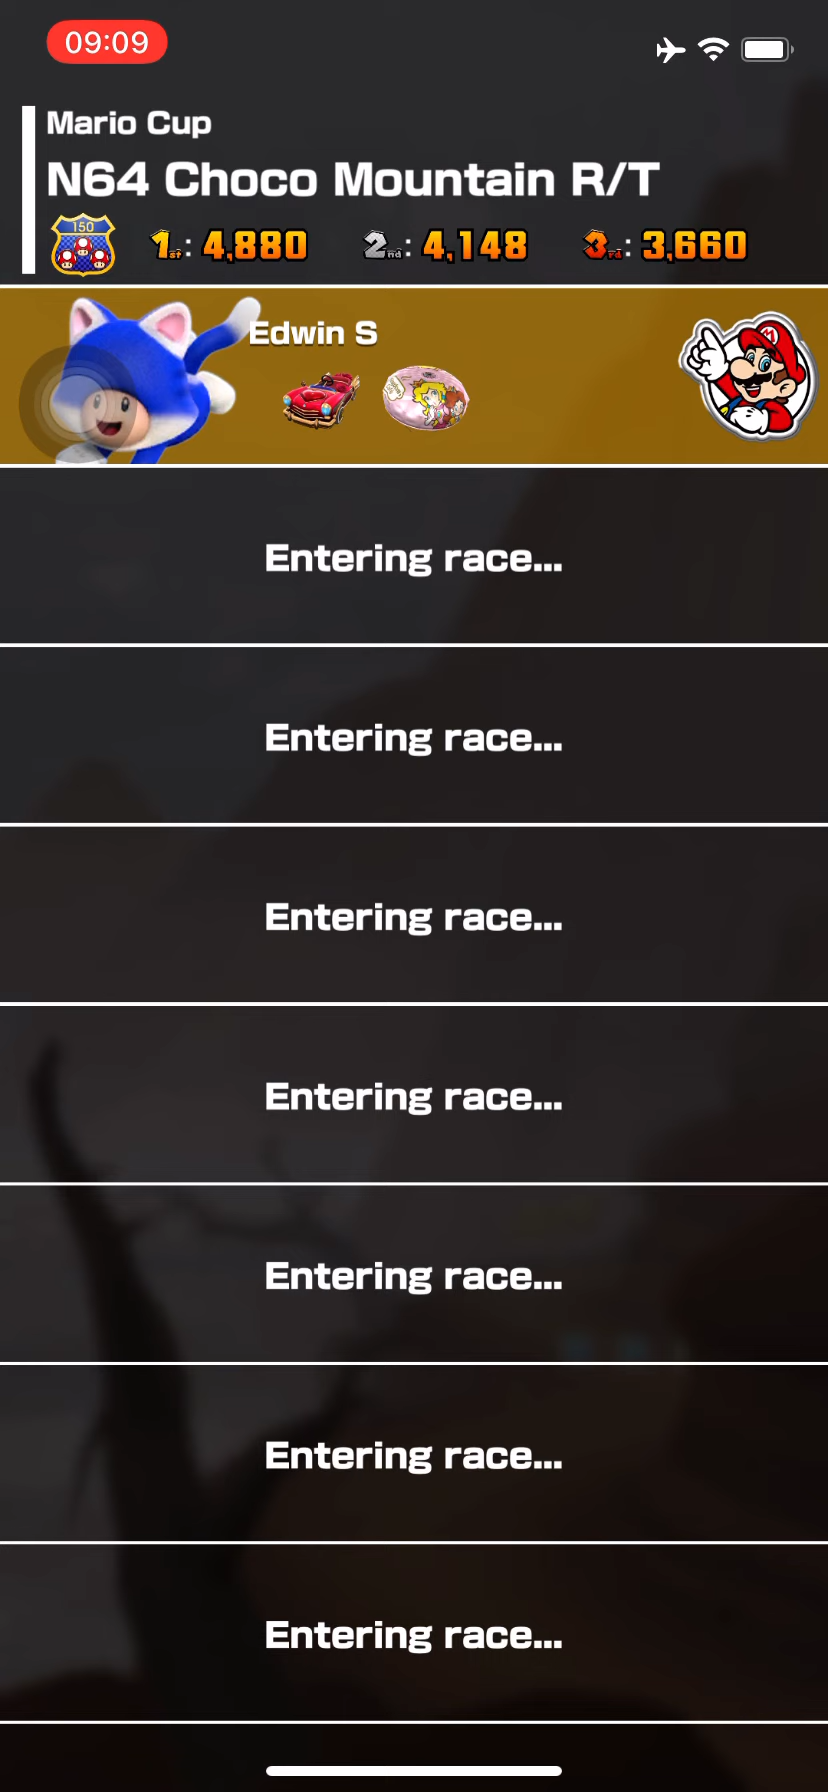 09:09
Mario Cup
N64 Choco Mountain R/T
150 1st: 4,880 2nd: 4,148 3rd: 3,660
Edwin S
Entering race...
Entering race...
Entering race...
Entering race...
Entering race...
Entering race...
Entering race...